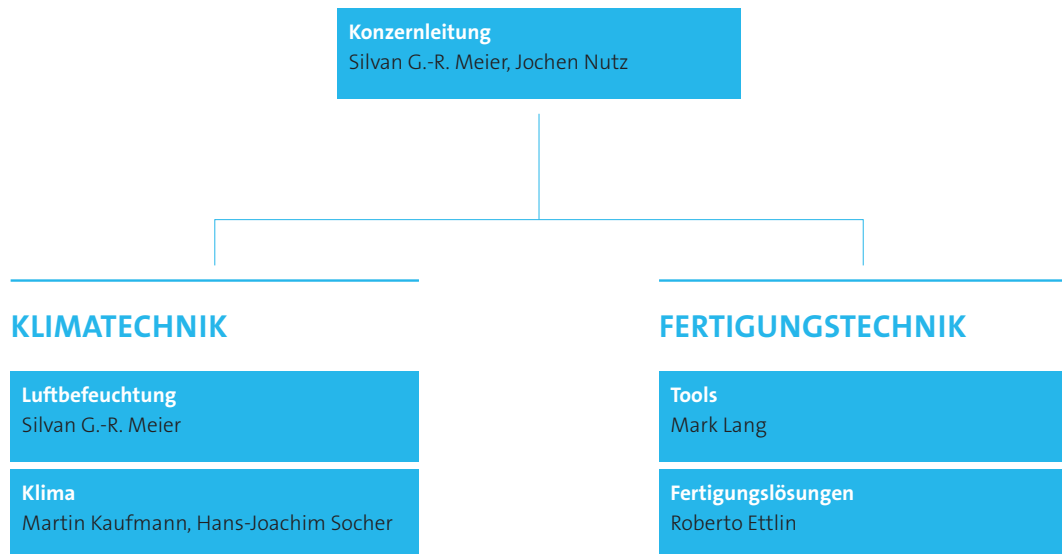 Konzernleitung
Silvan G.-R. Meier, Jochen Nutz
KLIMATECHNIK
Luftbefeuchtung
Silvan G.-R. Meier
Klima
Martin Kaufmann, Hans-Joachim Socher
FERTIGUNGSTECHNIK
Tools
Mark Lang
Fertigungslösungen
Roberto Ettlin